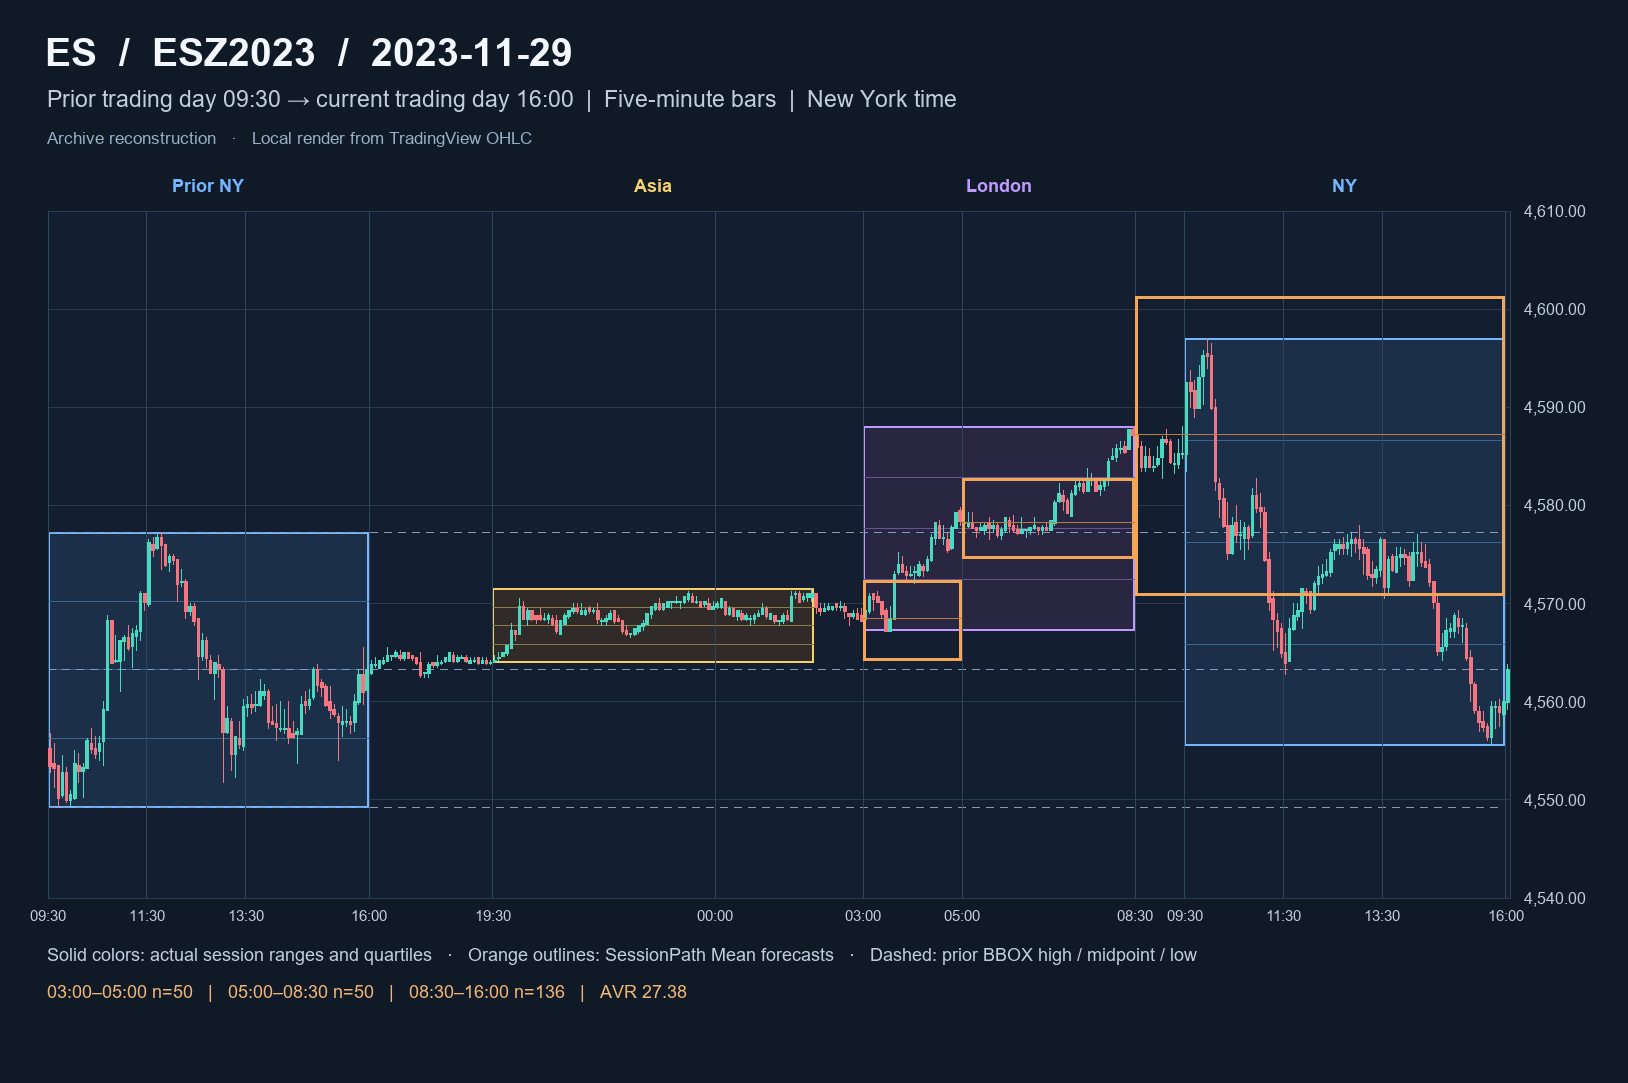 ES / ESZ2023 / 2023-11-29
Prior trading day 09:30 → current trading day 16:00 | Five-minute bars | New York time
Archive reconstruction · Local render from TradingView OHLC
Prior NY Asia London NY
4,610.00
4,600.00
4,590.00
4,580.00
4,570.00
4,560.00
4,550.00
4,540.00
09:30 11:30 13:30 16:00 19:30 00:00 03:00 05:00 08:30 09:30 11:30 13:30 16:00
Solid colors: actual session ranges and quartiles · Orange outlines: SessionPath Mean forecasts · Dashed: prior BBOX high / midpoint / low
03:00–05:00 n=50 | 05:00–08:30 n=50 | 08:30–16:00 n=136 | AVR 27.38